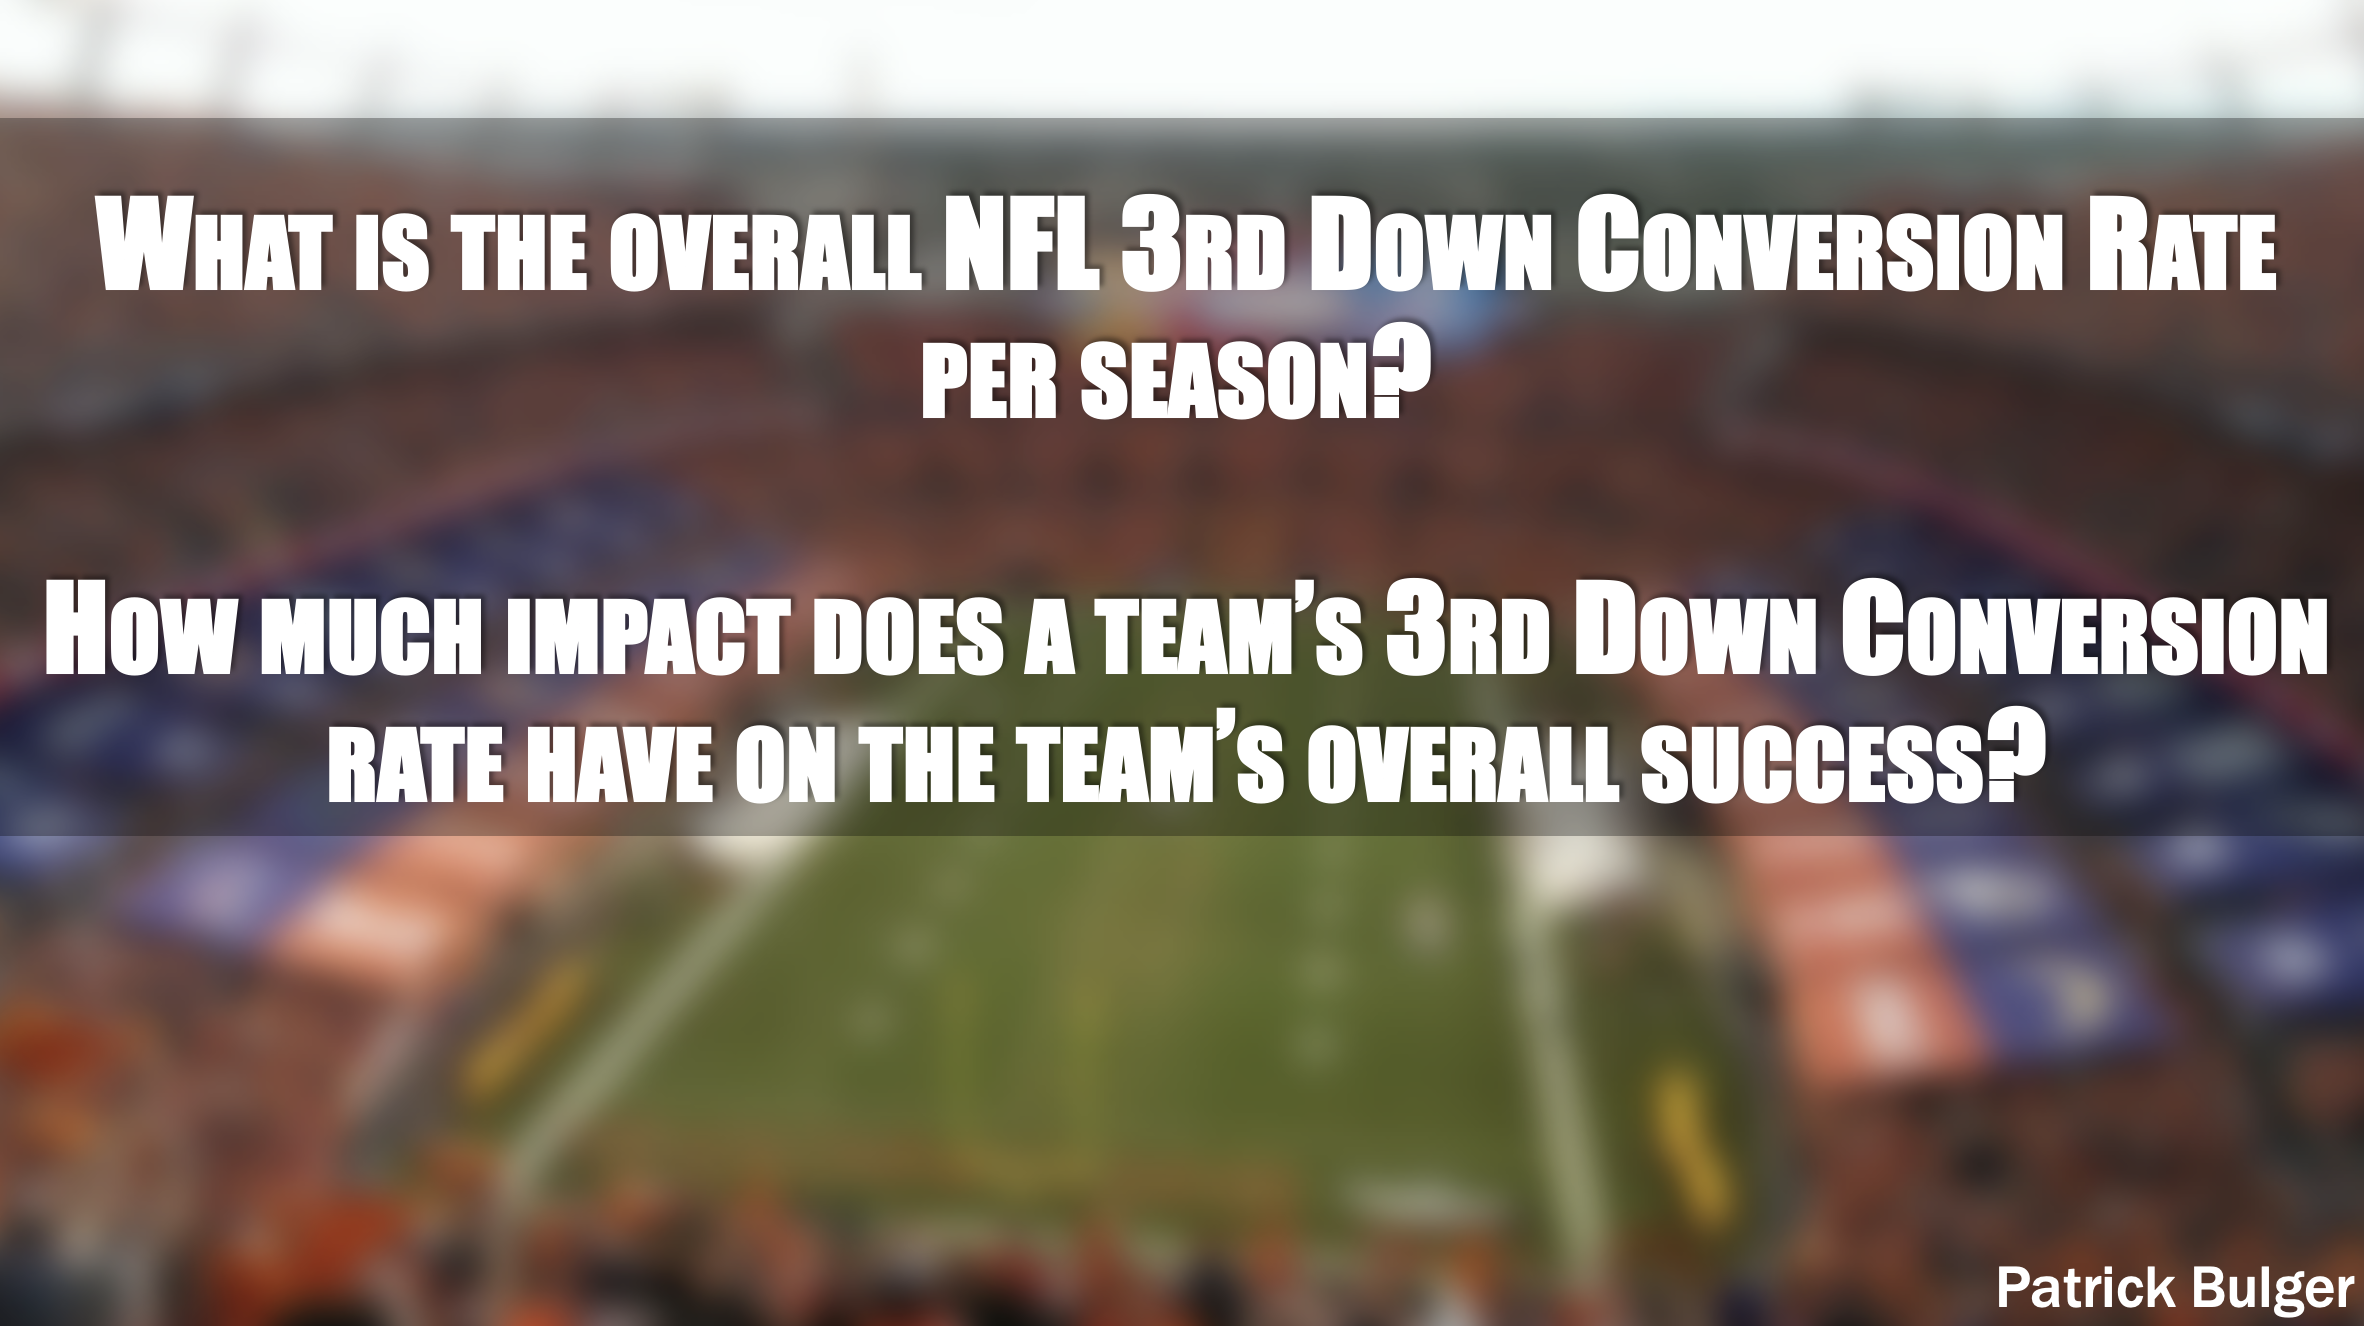 What is the overall NFL 3rd Down Conversion Rate
per season?
How much impact does a team’s 3rd Down Conversion
rate have on the team’s overall success?
Patrick Bulger